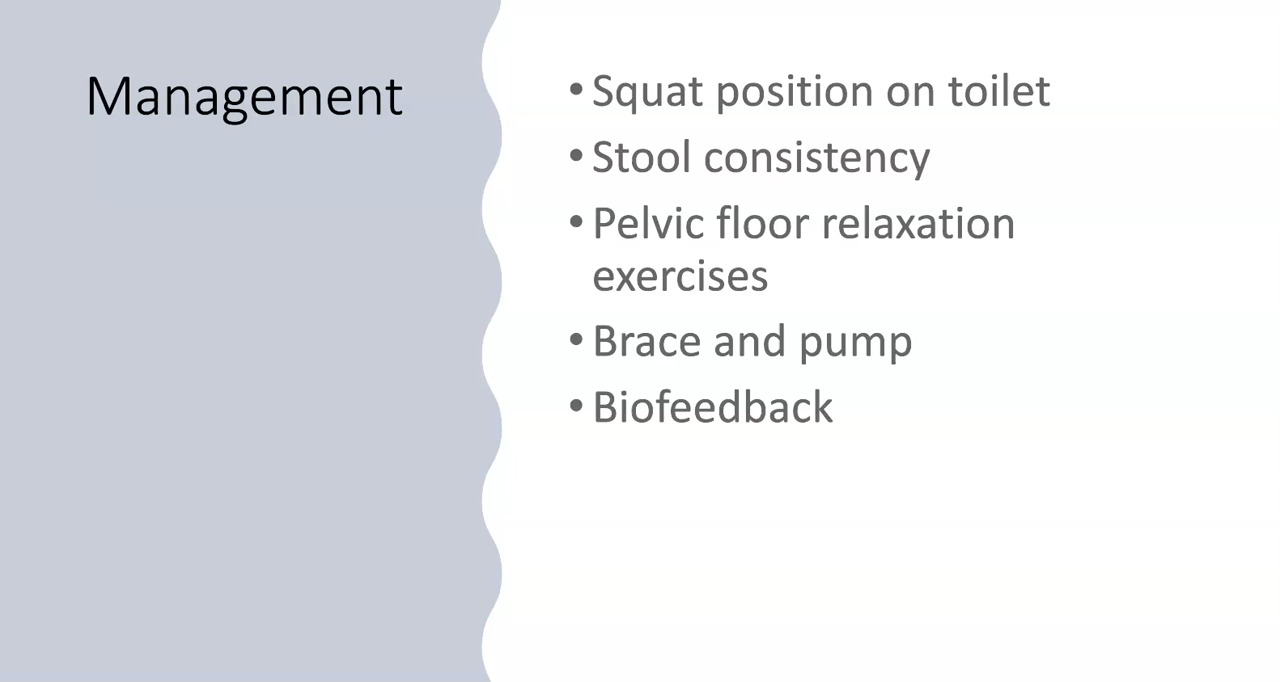 Management
• Squat position on toilet
• Stool consistency
• Pelvic floor relaxation
exercises
• Brace and pump
• Biofeedback